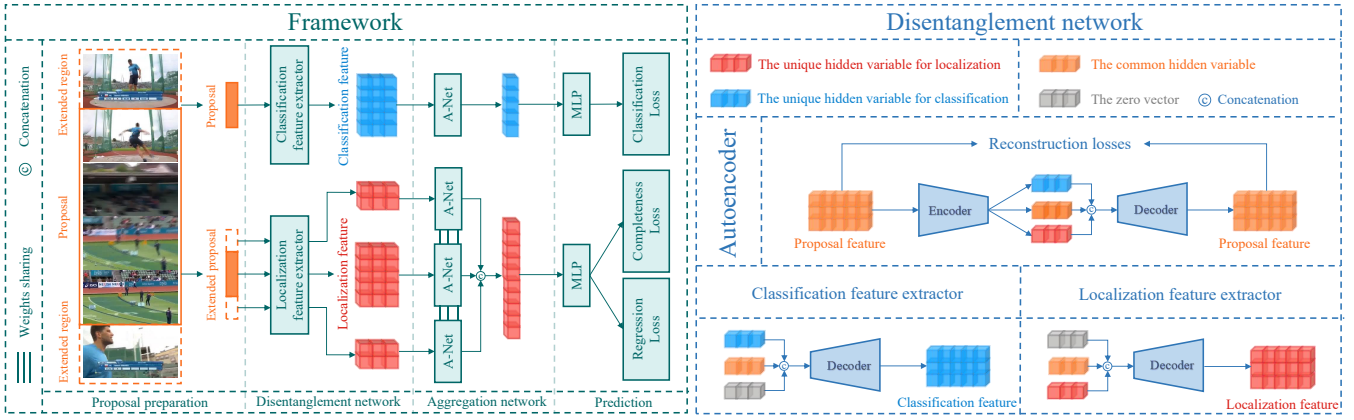 Framework
Concatenation
©
Weights sharing
Extended region
Proposal
Extended region
Proposal
Extended proposal
Classification
feature extractor
Classification feature
A-Net
MLP
Classification
Loss
Localization
feature extractor
Localization feature
A-Net
A-Net
A-Net
©
MLP
Completeness
Loss
Regression
Loss
Proposal preparation
Disentanglement network
Aggregation network
Prediction
Disentanglement network
The unique hidden variable for localization
The common hidden variable
The unique hidden variable for classification
The zero vector
© Concatenation
Autoencoder
Reconstruction losses
Proposal feature
Encoder
©
Decoder
Proposal feature
Classification feature extractor
©
Decoder
Classification feature
Localization feature extractor
©
Decoder
Localization feature